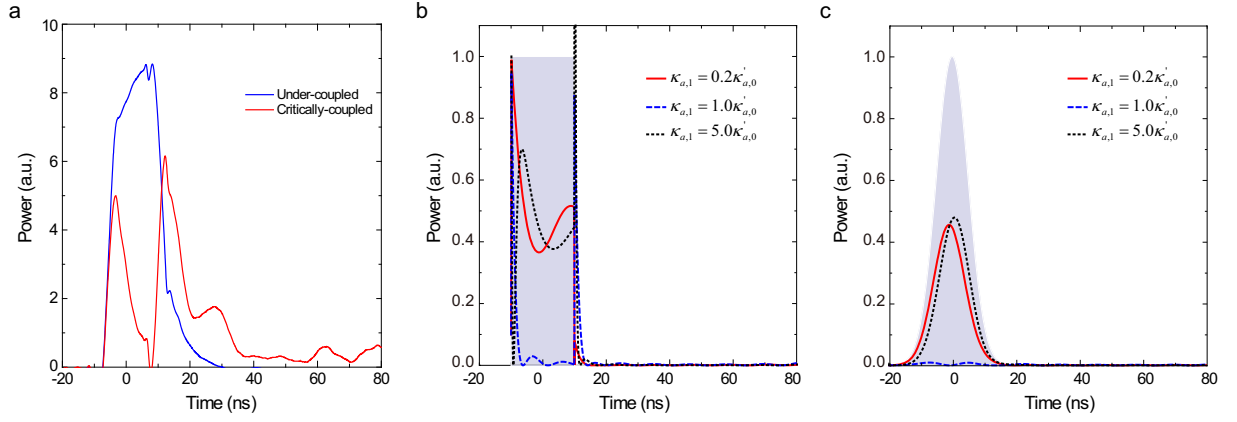 a
Power (a.u.)
10
8
6
4
2
0
Under-coupled
Critically-coupled
-20 0 20 40 60 80
Time (ns)
b
Power (a.u.)
1.0
0.8
0.6
0.4
0.2
0.0
κa,1 = 0.2κ'a,0
κa,1 = 1.0κ'a,0
κa,1 = 5.0κ'a,0
-20 0 20 40 60 80
Time (ns)
c
Power (a.u.)
1.0
0.8
0.6
0.4
0.2
0.0
κa,1 = 0.2κ'a,0
κa,1 = 1.0κ'a,0
κa,1 = 5.0κ'a,0
-20 0 20 40 60 80
Time (ns)